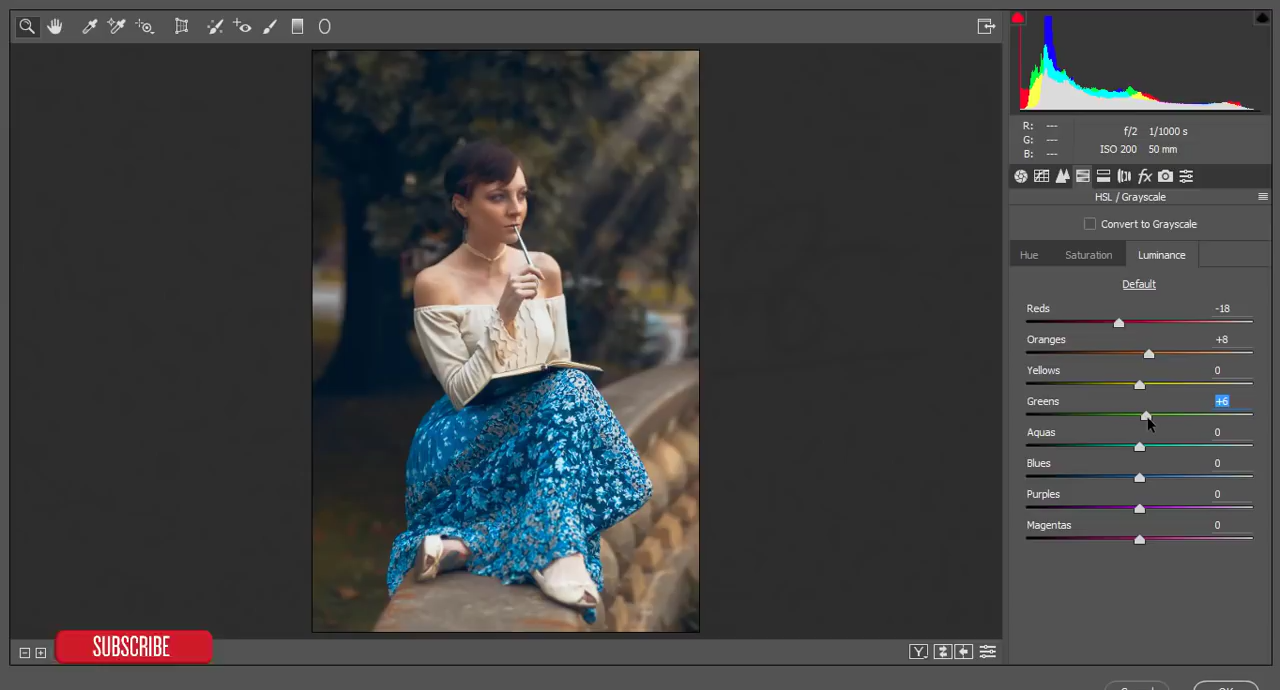 R: ---
G: ---
B: ---
f/2 1/1000 s
ISO 200 50 mm
fx
HSL / Grayscale
Convert to Grayscale
Hue Saturation Luminance
Default
Reds -18
Oranges +8
Yellows 0
Greens +6
Aquas 0
Blues 0
Purples 0
Magentas 0
SUBSCRIBE
Y